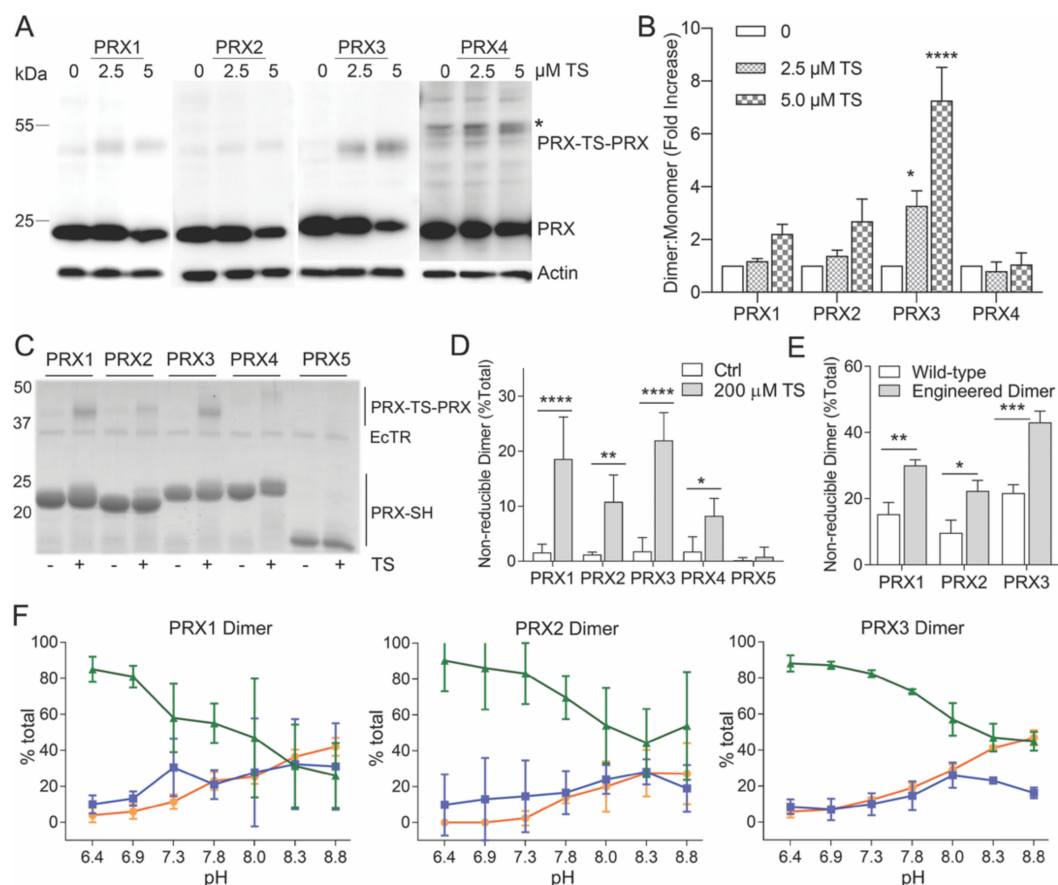 A
PRX1 PRX2 PRX3 PRX4
kDa 0 2.5 5 0 2.5 5 0 2.5 5 0 2.5 5 µM TS
55
*
PRX-TS-PRX
25
PRX
Actin
B
Dimer:Monomer (Fold Increase)
10
8
6
4
2
0
0
2.5 µM TS
5.0 µM TS
****
*
PRX1 PRX2 PRX3 PRX4
C
PRX1 PRX2 PRX3 PRX4 PRX5
50
37
25
20
PRX-TS-PRX
EcTR
PRX-SH
- + - + - + - + - + TS
D
Non-reducible Dimer (%Total)
30
20
10
0
Ctrl
200 µM TS
**** ** **** *
PRX1 PRX2 PRX3 PRX4 PRX5
E
Non-reducible Dimer (%Total)
60
40
20
0
Wild-type
Engineered Dimer
** * ***
PRX1 PRX2 PRX3
F
PRX1 Dimer
% total
100
80
60
40
20
0
6.4 6.9 7.3 7.8 8.0 8.3 8.8
pH
PRX2 Dimer
% total
100
80
60
40
20
0
6.4 6.9 7.3 7.8 8.0 8.3 8.8
pH
PRX3 Dimer
% total
100
80
60
40
20
0
6.4 6.9 7.3 7.8 8.0 8.3 8.8
pH